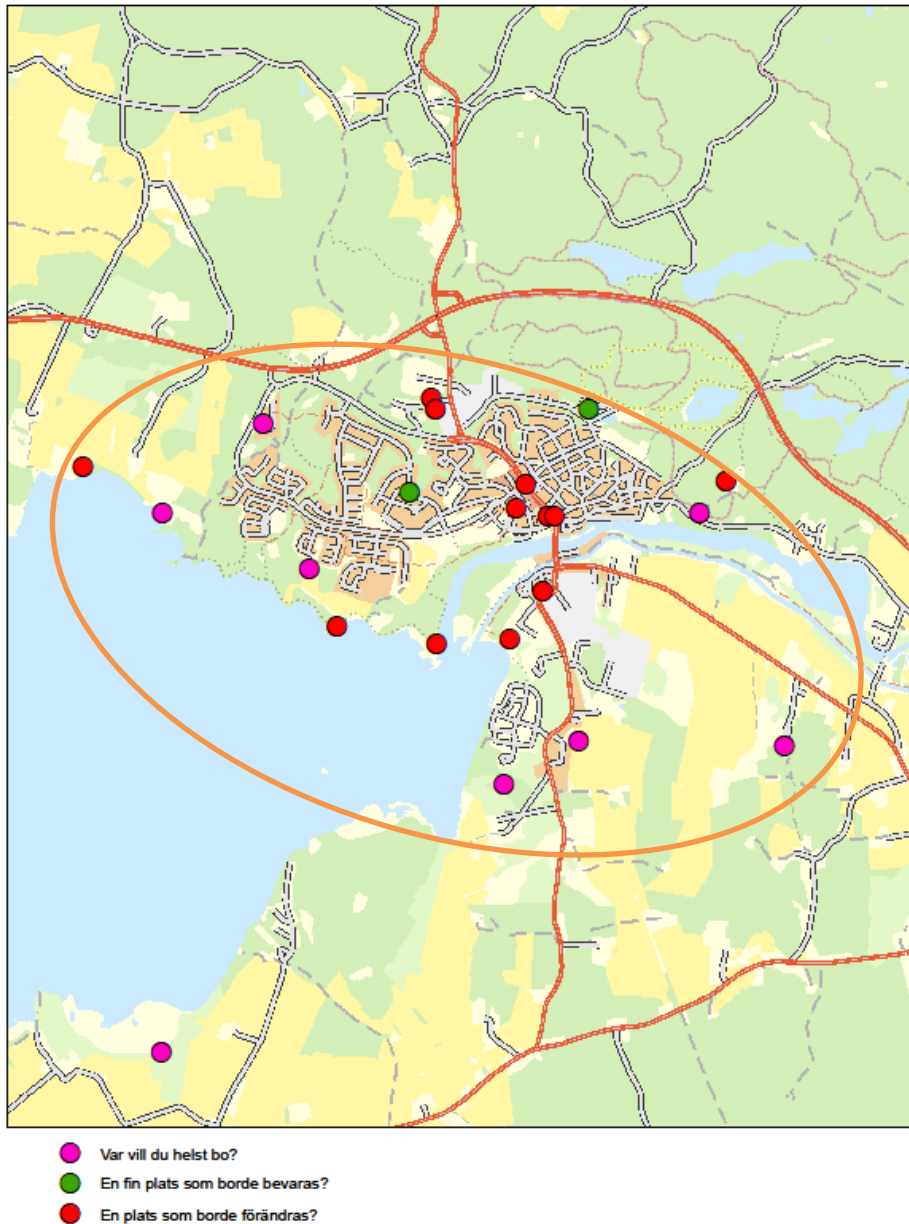 Var vill du helst bo?
En fin plats som borde bevaras?
En plats som borde förändras?